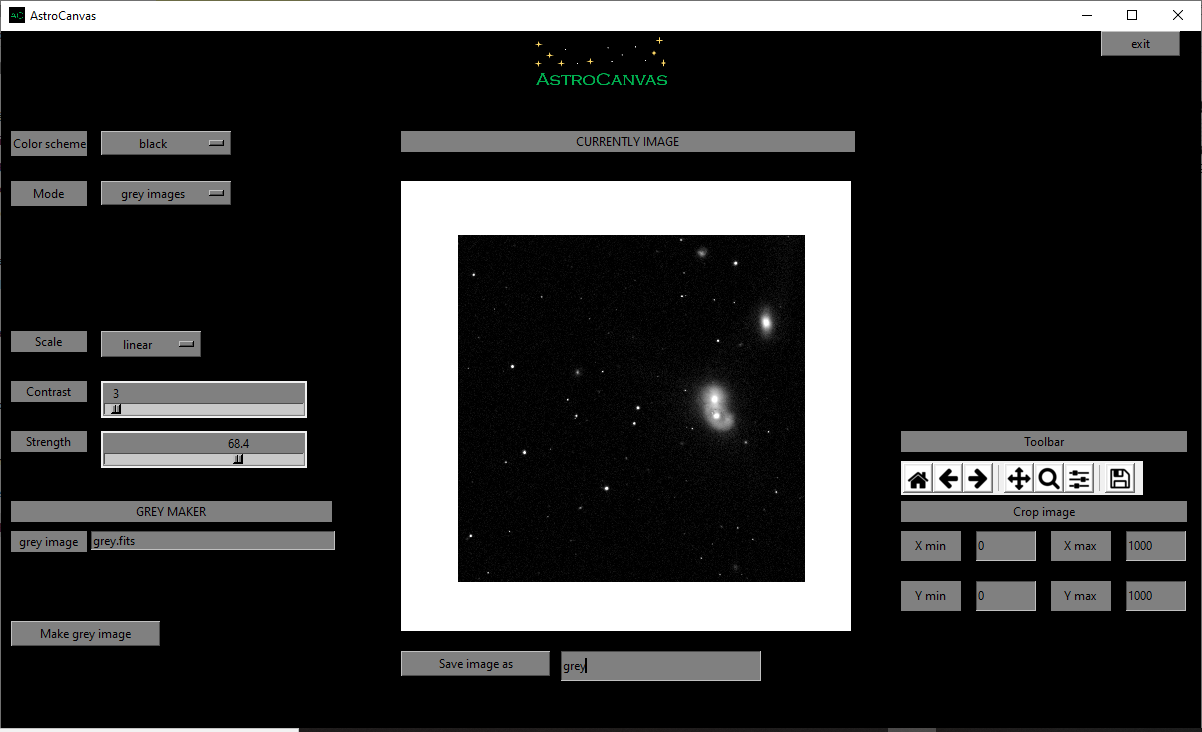 AC AstroCanvas
exit
ASTROCANVAS
Color scheme black
CURRENTLY IMAGE
Mode grey images
Scale linear
Contrast 3
Strength 68.4
Toolbar
GREY MAKER
Crop image
grey image grey.fits
X min 0 X max 1000
Y min 0 Y max 1000
Make grey image
Save image as grey